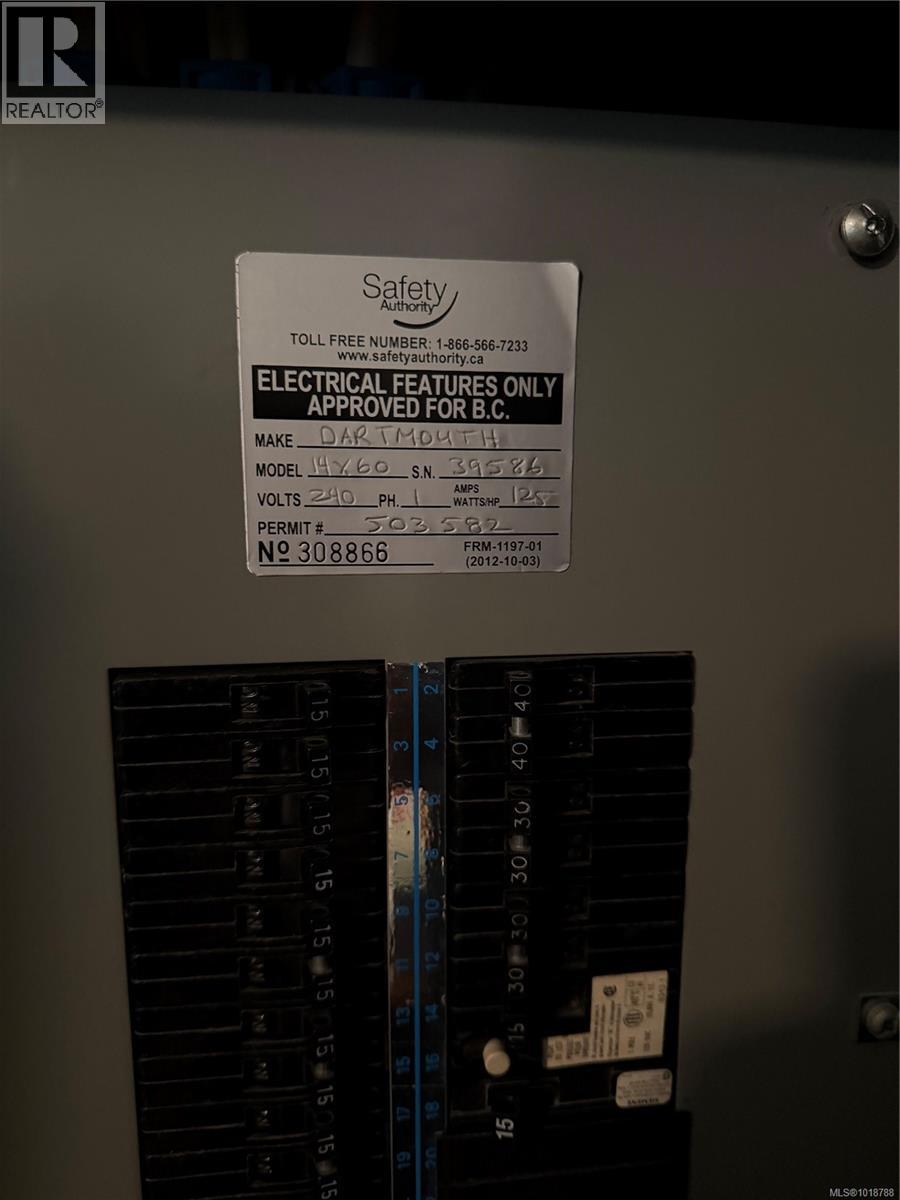 REALTOR®
Safety
Authority
TOLL FREE NUMBER: 1-866-566-7233
www.safetyauthority.ca
ELECTRICAL FEATURES ONLY
APPROVED FOR B.C.
MAKE DARTMOUTH
MODEL 14X60 S.N. 39586
VOLTS 240 PH. 1 AMPS WATTS/HP 125
PERMIT # 503 582
Nº 308866 FRM-1197-01
(2012-10-03)
15 1 2 40
15 3 4 40
15 5 6 30
15 7 8 30
15 9 10 30
15 11 12 30
15 13 14 15
15 15 16
15 17 18 15
15 19 20
MLS®1018788